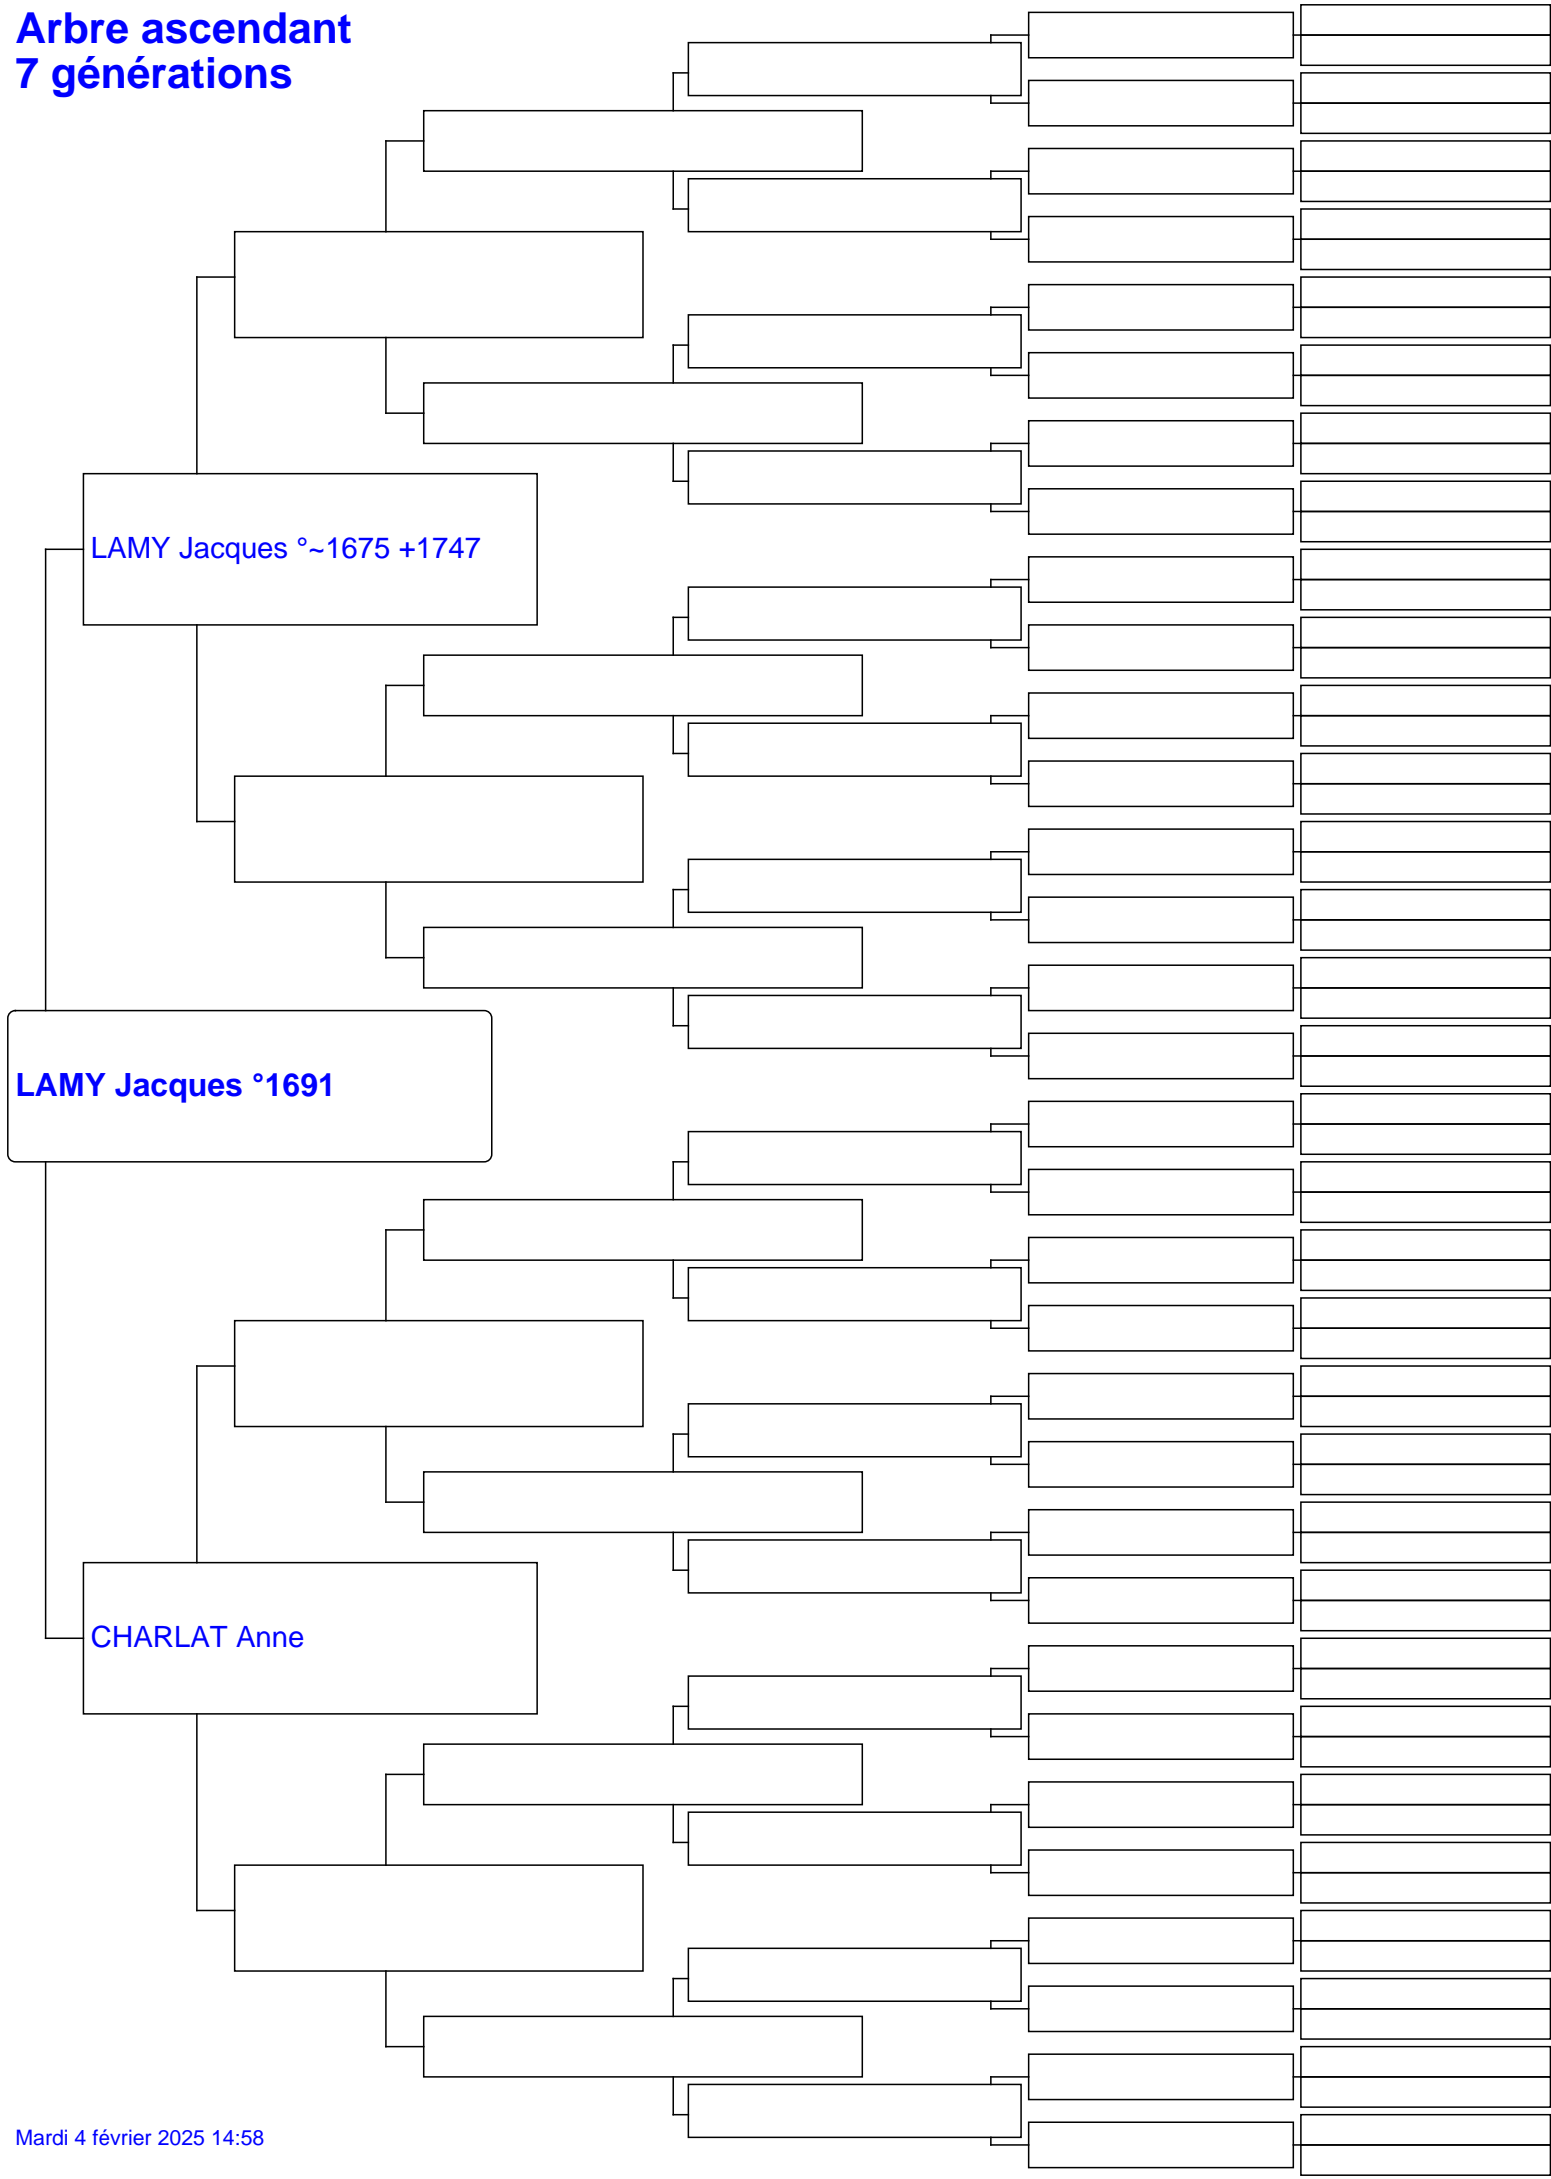 Arbre ascendant
7 générations
LAMY Jacques °~1675 +1747
LAMY Jacques °1691
CHARLAT Anne
Mardi 4 février 2025 14:58